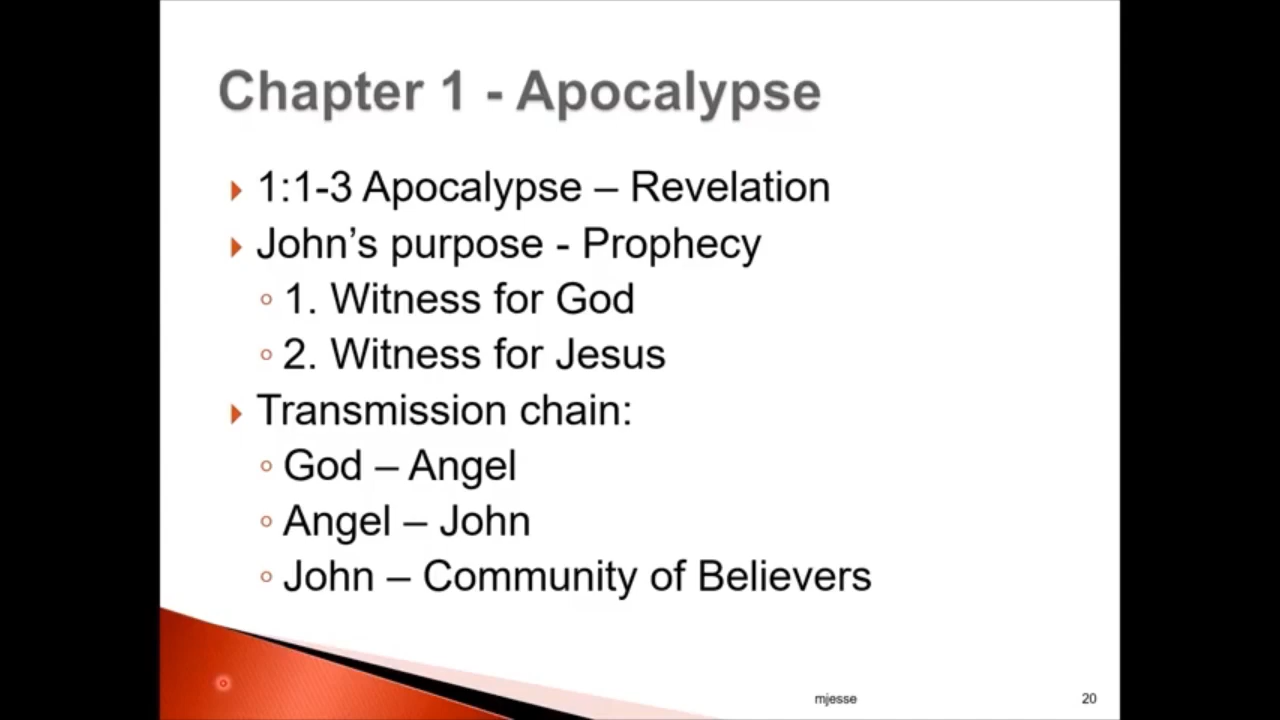 Chapter 1 - Apocalypse
1:1-3 Apocalypse – Revelation
John’s purpose - Prophecy
1. Witness for God
2. Witness for Jesus
Transmission chain:
God – Angel
Angel – John
John – Community of Believers
mjesse
20